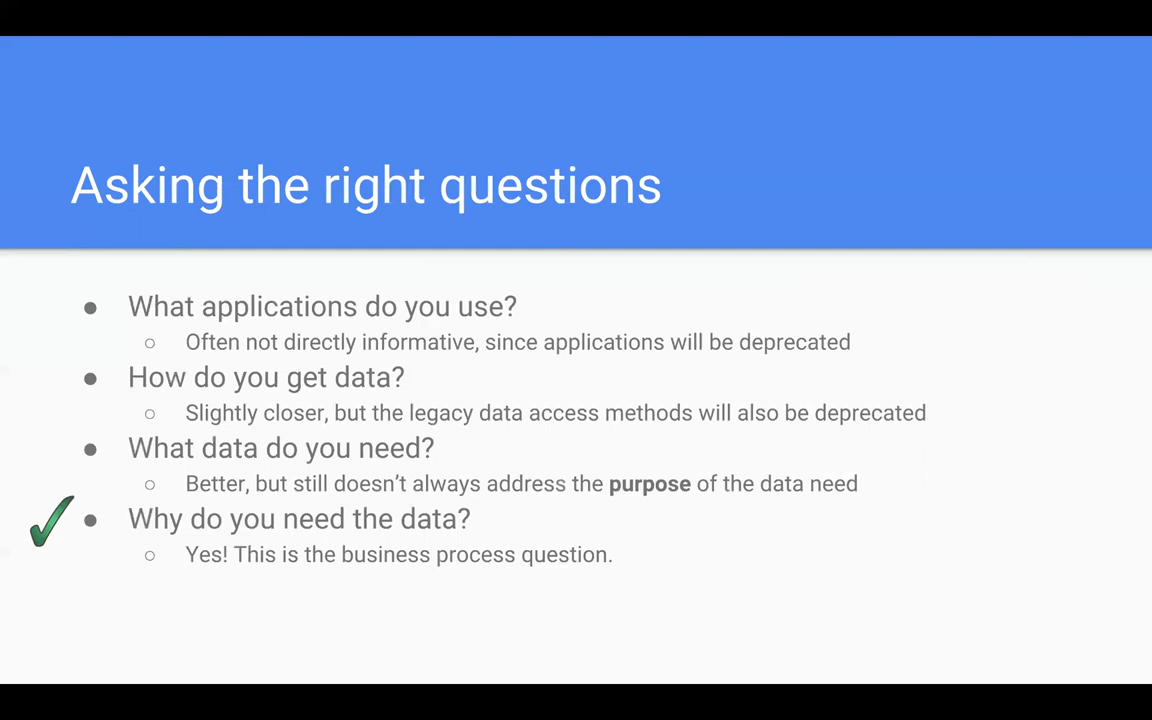 Asking the right questions
● What applications do you use?
○ Often not directly informative, since applications will be deprecated
● How do you get data?
○ Slightly closer, but the legacy data access methods will also be deprecated
● What data do you need?
○ Better, but still doesn’t always address the purpose of the data need
● Why do you need the data?
○ Yes! This is the business process question.